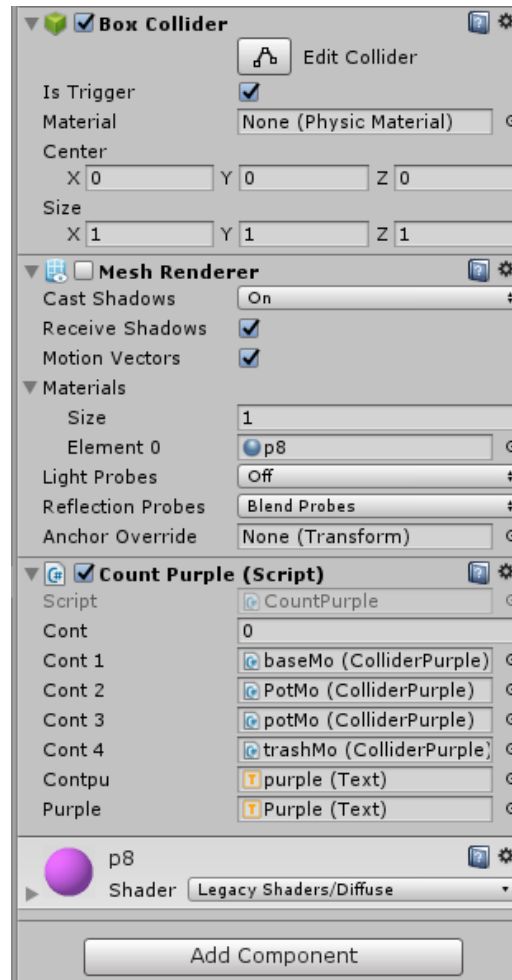 Box Collider
Edit Collider
Is Trigger
Material None (Physic Material)
Center
X 0 Y 0 Z 0
Size
X 1 Y 1 Z 1
Mesh Renderer
Cast Shadows On
Receive Shadows
Motion Vectors
Materials
Size 1
Element 0 p8
Light Probes Off
Reflection Probes Blend Probes
Anchor Override None (Transform)
C# Count Purple (Script)
Script CountPurple
Cont 0
Cont 1 baseMo (ColliderPurple)
Cont 2 PotMo (ColliderPurple)
Cont 3 potMo (ColliderPurple)
Cont 4 trashMo (ColliderPurple)
Contpu T purple (Text)
Purple T Purple (Text)
p8
Shader Legacy Shaders/Diffuse
Add Component